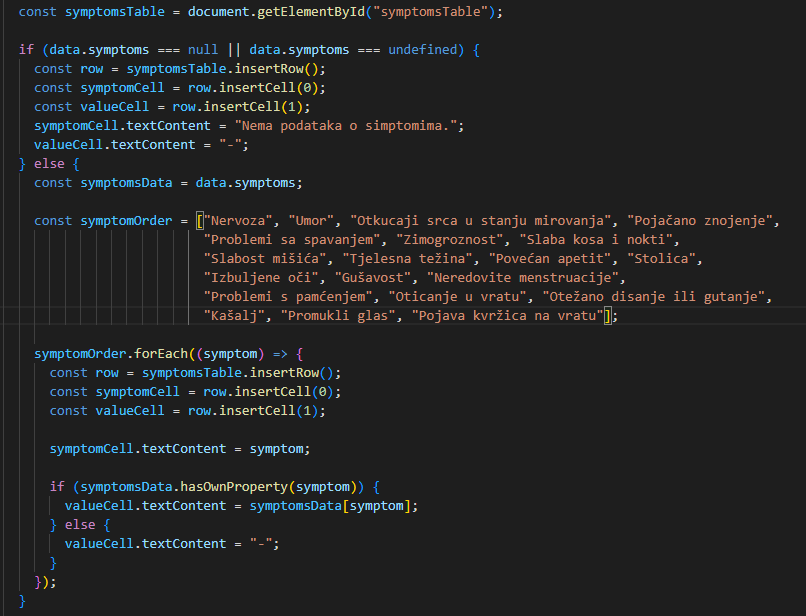 const symptomsTable = document.getElementById("symptomsTable");
if (data.symptoms === null || data.symptoms === undefined) {
const row = symptomsTable.insertRow();
const symptomCell = row.insertCell(0);
const valueCell = row.insertCell(1);
symptomCell.textContent = "Nema podataka o simptomima.";
valueCell.textContent = "-";
} else {
const symptomsData = data.symptoms;
const symptomOrder = ["Nervoza", "Umor", "Otkucaji srca u stanju mirovanja", "Pojačano znojenje",
"Problemi sa spavanjem", "Zimogroznost", "Slaba kosa i nokti",
"Slabost mišića", "Tjelesna težina", "Povećan apetit", "Stolica",
"Izbuljene oči", "Gušavost", "Neredovite menstruacije",
"Problemi s pamćenjem", "Oticanje u vratu", "Otežano disanje ili gutanje",
"Kašalj", "Promukli glas", "Pojava kvržica na vratu"];
symptomOrder.forEach((symptom) => {
const row = symptomsTable.insertRow();
const symptomCell = row.insertCell(0);
const valueCell = row.insertCell(1);
symptomCell.textContent = symptom;
if (symptomsData.hasOwnProperty(symptom)) {
valueCell.textContent = symptomsData[symptom];
} else {
valueCell.textContent = "-";
}
});
}